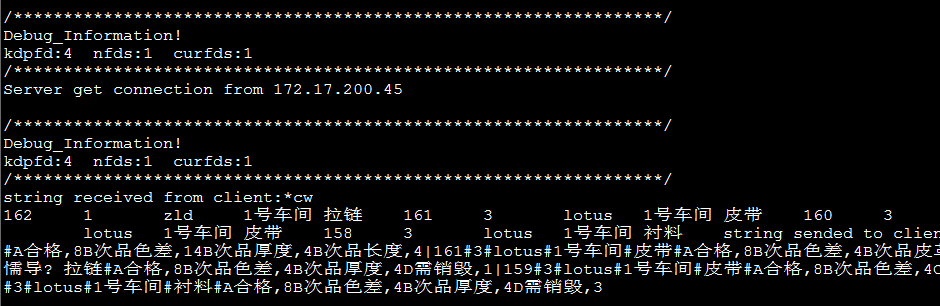 /****************************************************************/
Debug_Information!
kdpfd:4  nfds:1  curfds:1
/****************************************************************/
Server get connection from 172.17.200.45
/****************************************************************/
Debug_Information!
kdpfd:4  nfds:1  curfds:1
/****************************************************************/
string received from client:*cw
162     1       zld     1号车间 拉链    161     3       lotus   1号车间 皮带    160     3
        lotus   1号车间 皮带    158     3       lotus   1号车间 衬料    string sended to clien
#A合格,8B次品色差,14B次品厚度,4B次品长度,4|161#3#lotus#1号车间#皮带#A合格,8B次品色差,4B次品皮
懦导? 拉链#A合格,8B次品色差,4B次品厚度,4D需销毁,1|159#3#lotus#1号车间#皮带#A合格,8B次品色差,4
#3#lotus#1号车间#衬料#A合格,8B次品色差,4B次品厚度,4D需销毁,3